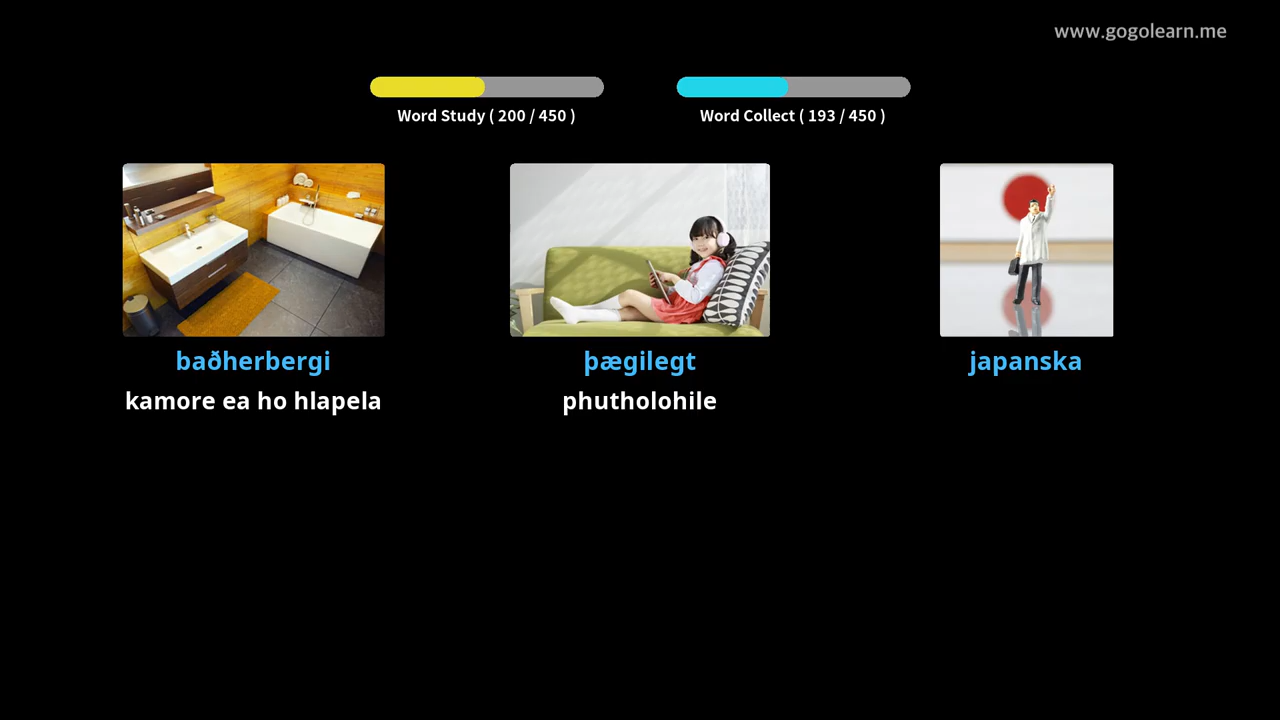 www.gogolearn.me
Word Study ( 200 / 450 )
Word Collect ( 193 / 450 )
baðherbergi
kamore ea ho hlapela
þægilegt
phutholohile
japanska